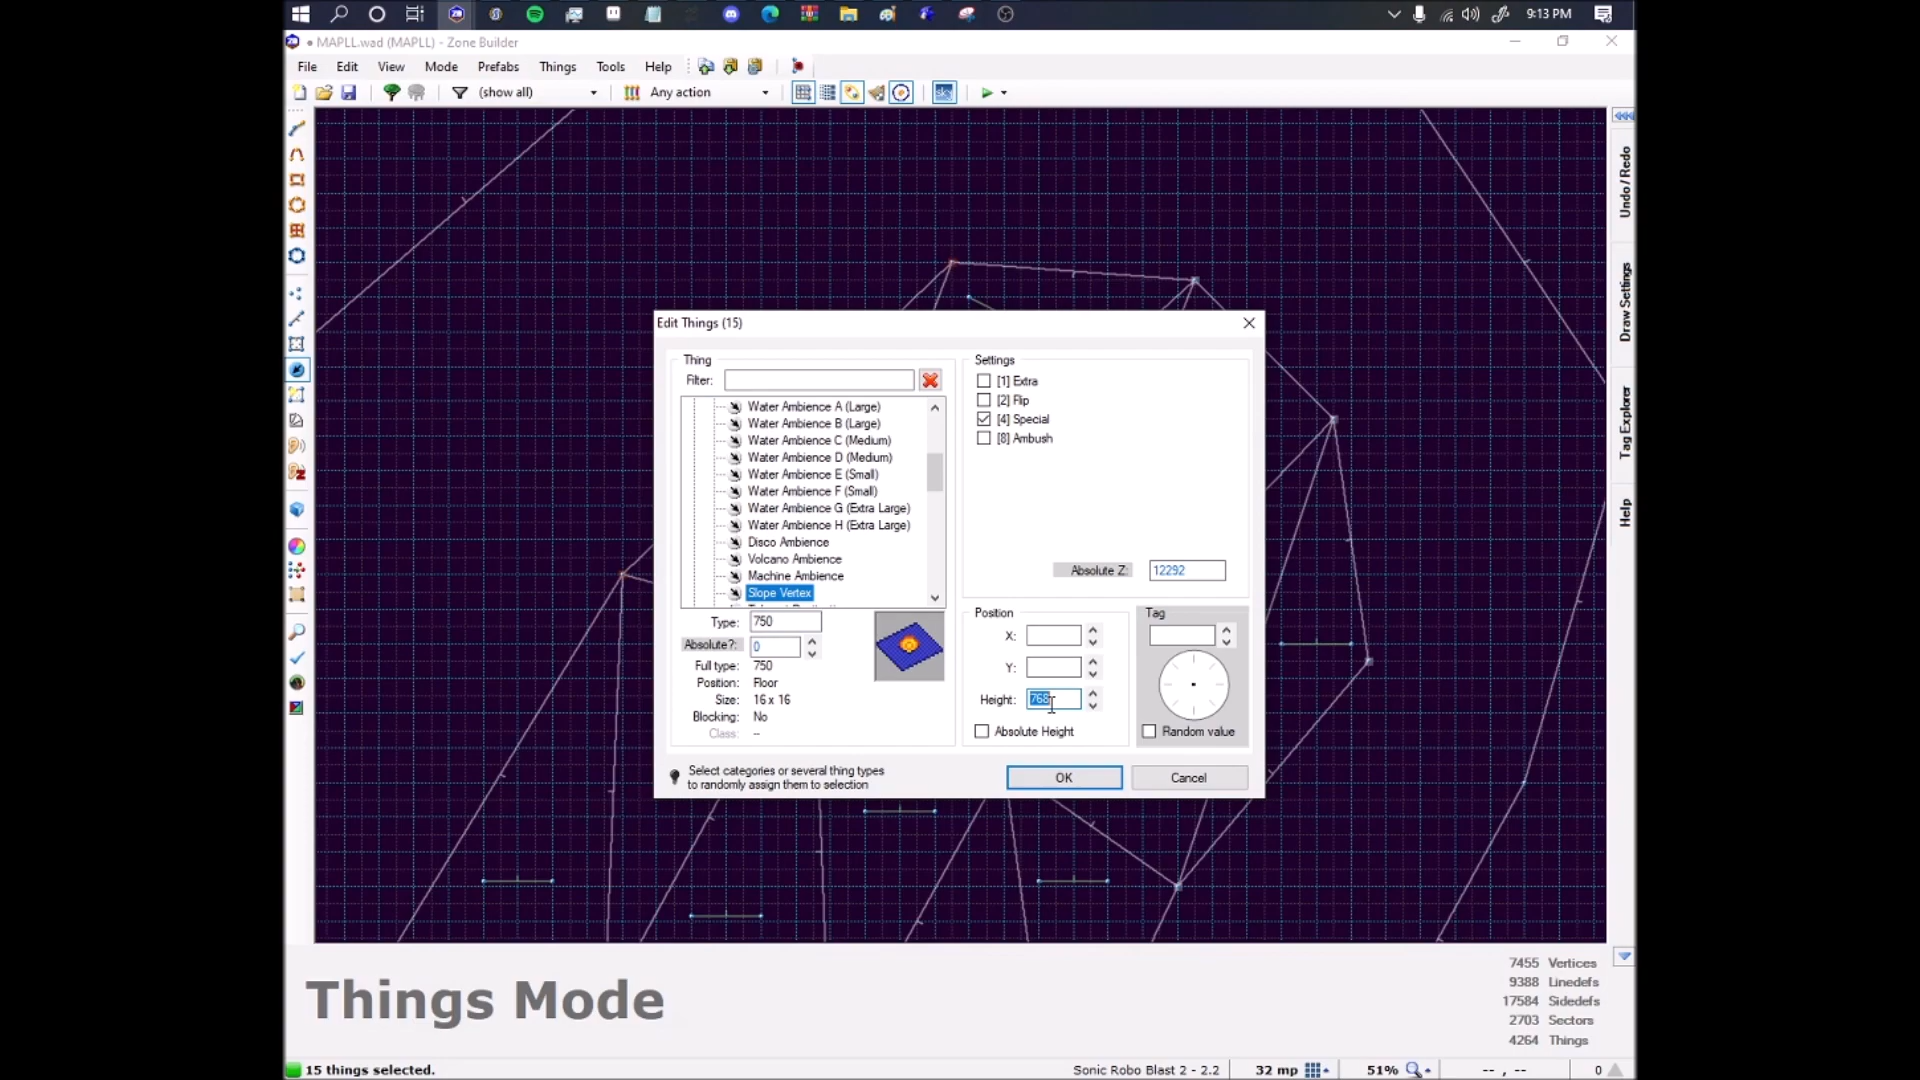 9:13 PM
• MAPLL.wad (MAPLL) - Zone Builder
File Edit View Mode Prefabs Things Tools Help
(show all) Any action
Undo / Redo
Draw Settings
Tag Explorer
Help
Edit Things (15)
Thing
Filter:
Water Ambience A (Large)
Water Ambience B (Large)
Water Ambience C (Medium)
Water Ambience D (Medium)
Water Ambience E (Small)
Water Ambience F (Small)
Water Ambience G (Extra Large)
Water Ambience H (Extra Large)
Disco Ambience
Volcano Ambience
Machine Ambience
Slope Vertex
Type: 750
Absolute?: 0
Full type: 750
Position: Floor
Size: 16 x 16
Blocking: No
Class: --
Settings
[1] Extra
[2] Flip
[4] Special
[8] Ambush
Absolute Z: 12292
Position
X:
Y:
Height: 768
Absolute Height
Tag
Random value
Select categories or several thing types
to randomly assign them to selection
OK Cancel
Things Mode
7455 Vertices
9388 Linedefs
17584 Sidedefs
2703 Sectors
4264 Things
15 things selected.
Sonic Robo Blast 2 - 2.2 32 mp 51% -- , -- 0